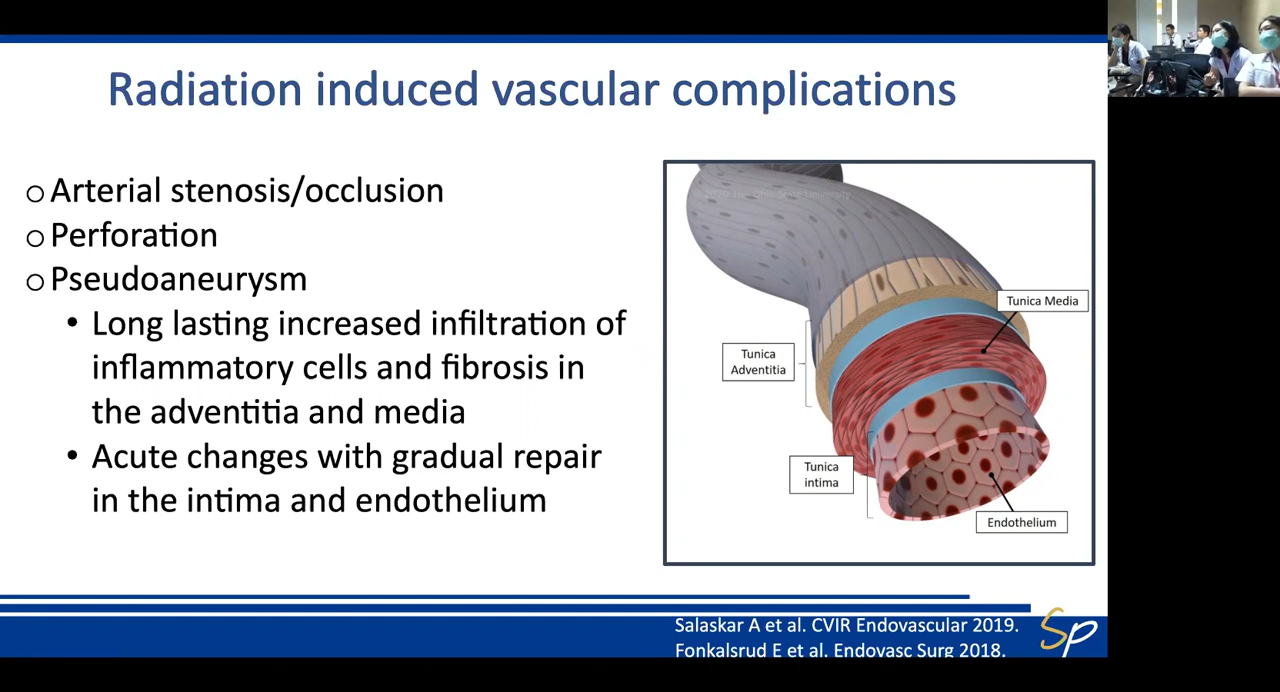 Radiation induced vascular complications
Arterial stenosis/occlusion
Perforation
Pseudoaneurysm
Long lasting increased infiltration of
inflammatory cells and fibrosis in
the adventitia and media
Acute changes with gradual repair
in the intima and endothelium
State University
Tunica Media
Tunica
Adventitia
Tunica
intima
Endothelium
Salaskar A et al. CVIR Endovascular 2019.
Fonkalsrud E et al. Endovasc Surg 2018.
Sp